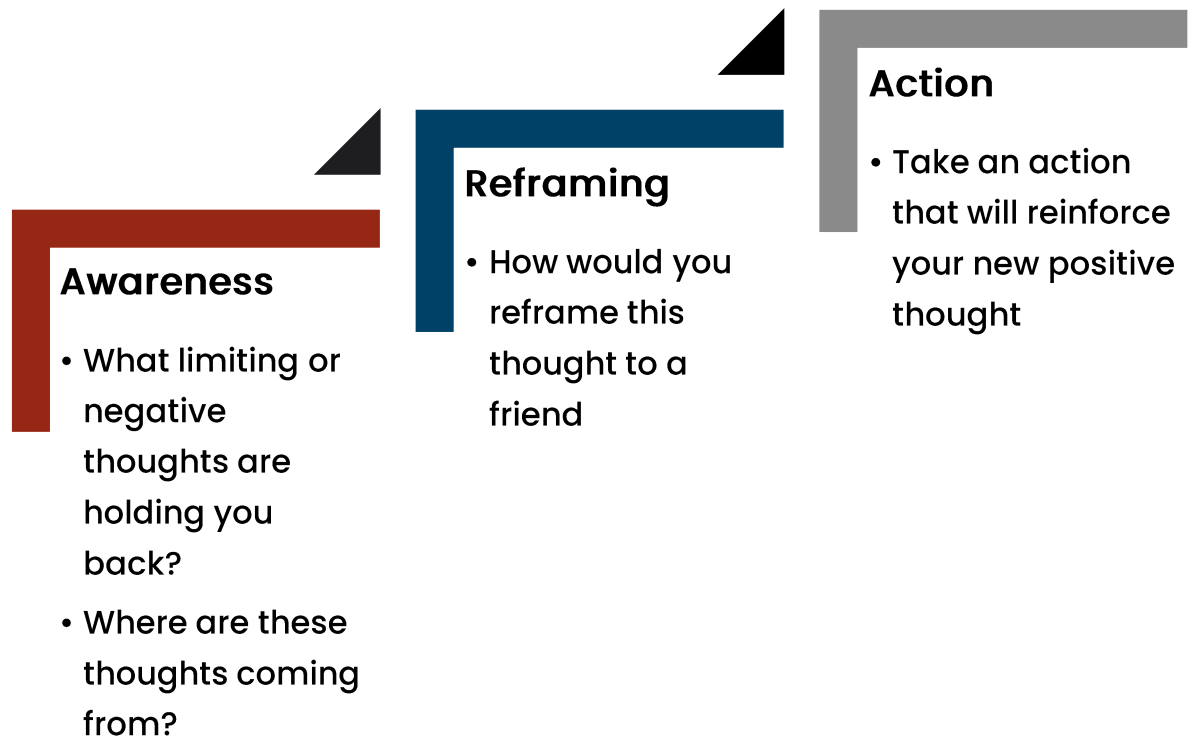 Awareness
• What limiting or
negative
thoughts are
holding you
back?
• Where are these
thoughts coming
from?
Reframing
• How would you
reframe this
thought to a
friend
Action
• Take an action
that will reinforce
your new positive
thought